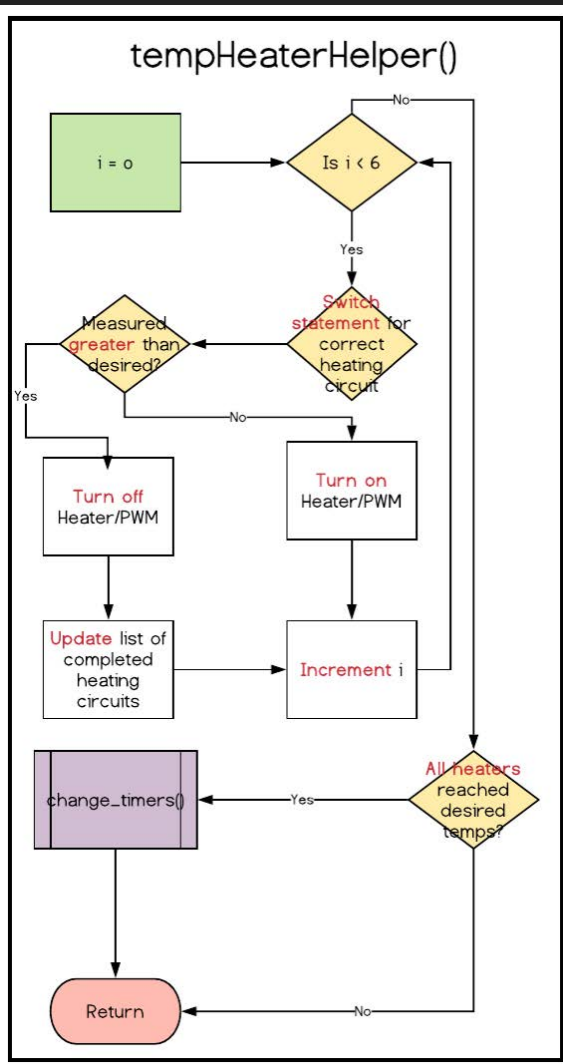 tempHeaterHelper()
No
i = o
Is i < 6
Yes
Switch
statement for
correct
heating
circuit
Measured
greater than
desired?
Yes
No
Turn off
Heater/PWM
Turn on
Heater/PWM
Update list of
completed
heating
circuits
Increment i
All heaters
reached
desired
temps?
Yes
change_timers()
Return
No